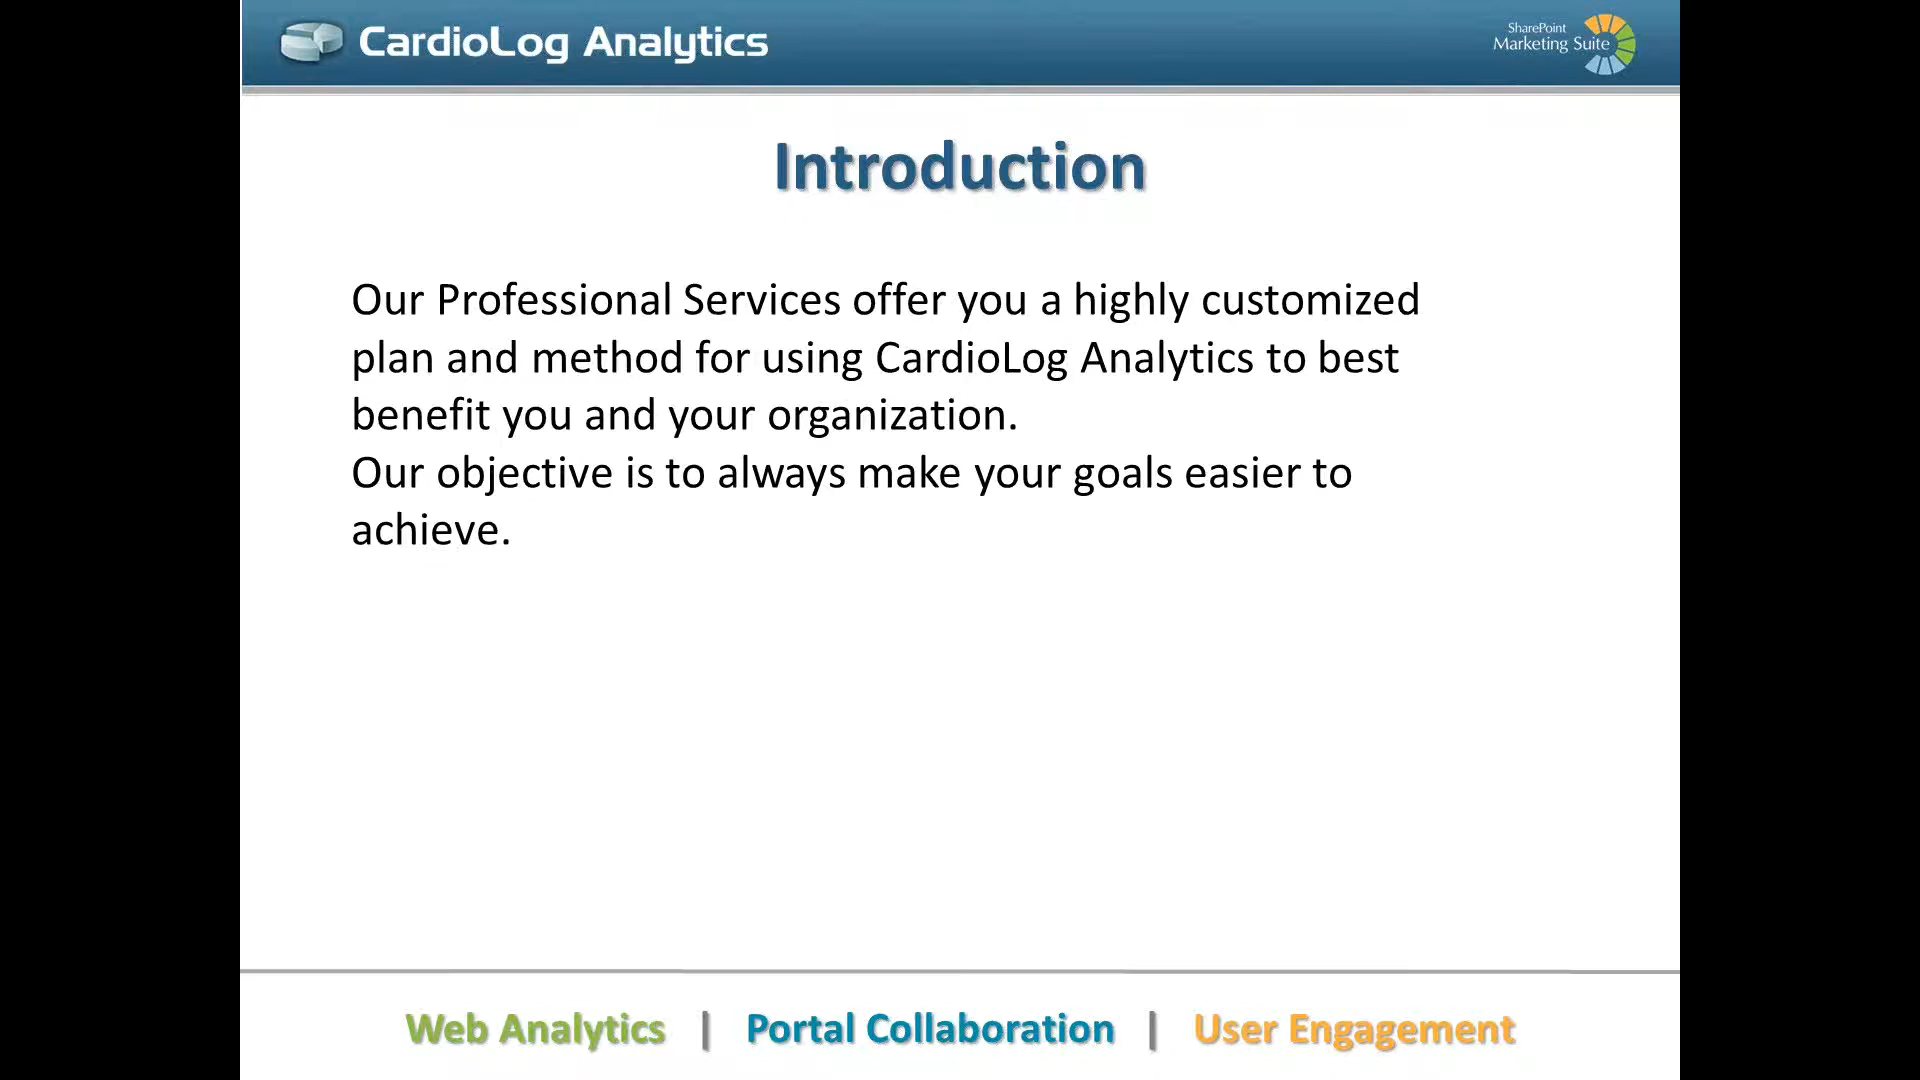 CardioLog Analytics
SharePoint
Marketing Suite
Introduction
Our Professional Services offer you a highly customized
plan and method for using CardioLog Analytics to best
benefit you and your organization.
Our objective is to always make your goals easier to
achieve.
Web Analytics | Portal Collaboration | User Engagement